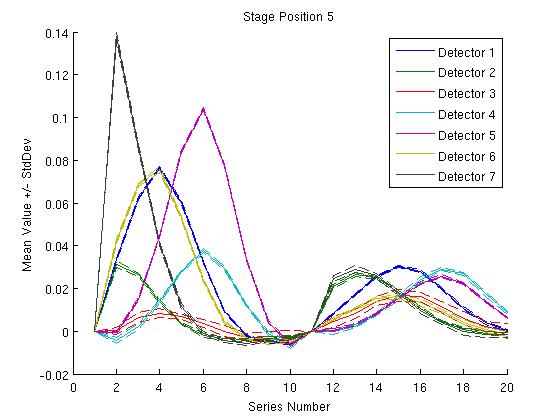 Stage Position 5
0.14
0.12
0.1
0.08
0.06
0.04
0.02
0
-0.02
Mean Value +/- StdDev
Detector 1
Detector 2
Detector 3
Detector 4
Detector 5
Detector 6
Detector 7
0 2 4 6 8 10 12 14 16 18 20
Series Number